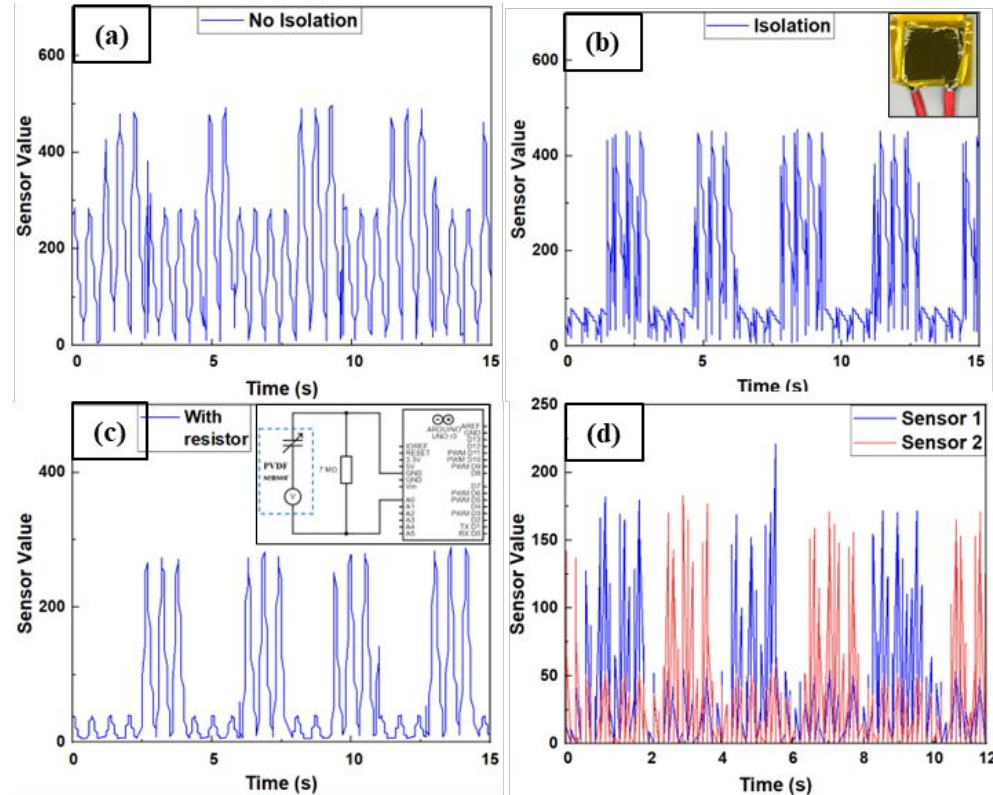 (a)
No Isolation
600
400
200
0
Sensor Value
0 5 10 15
Time (s)
(b)
Isolation
600
400
200
0
Sensor Value
0 5 10 15
Time (s)
(c)
With
resistor
400
200
0
Sensor Value
0 5 10 15
Time (s)
PVDF
sensor
V
7 MΩ
ARDUINO
IOREF
RESET
3.3V
5V
GND
GND
Vin
A0
A1
A2
A3
A4
A5
AREF
GND
D13
D12
PWM D11
PWM D10
PWM D9
D8
D7
PWM D6
PWM D5
D4
PWM D3
D2
TX D1
RX D0
(d)
Sensor 1
Sensor 2
250
200
150
100
50
0
Sensor Value
0 2 4 6 8 10 12
Time (s)